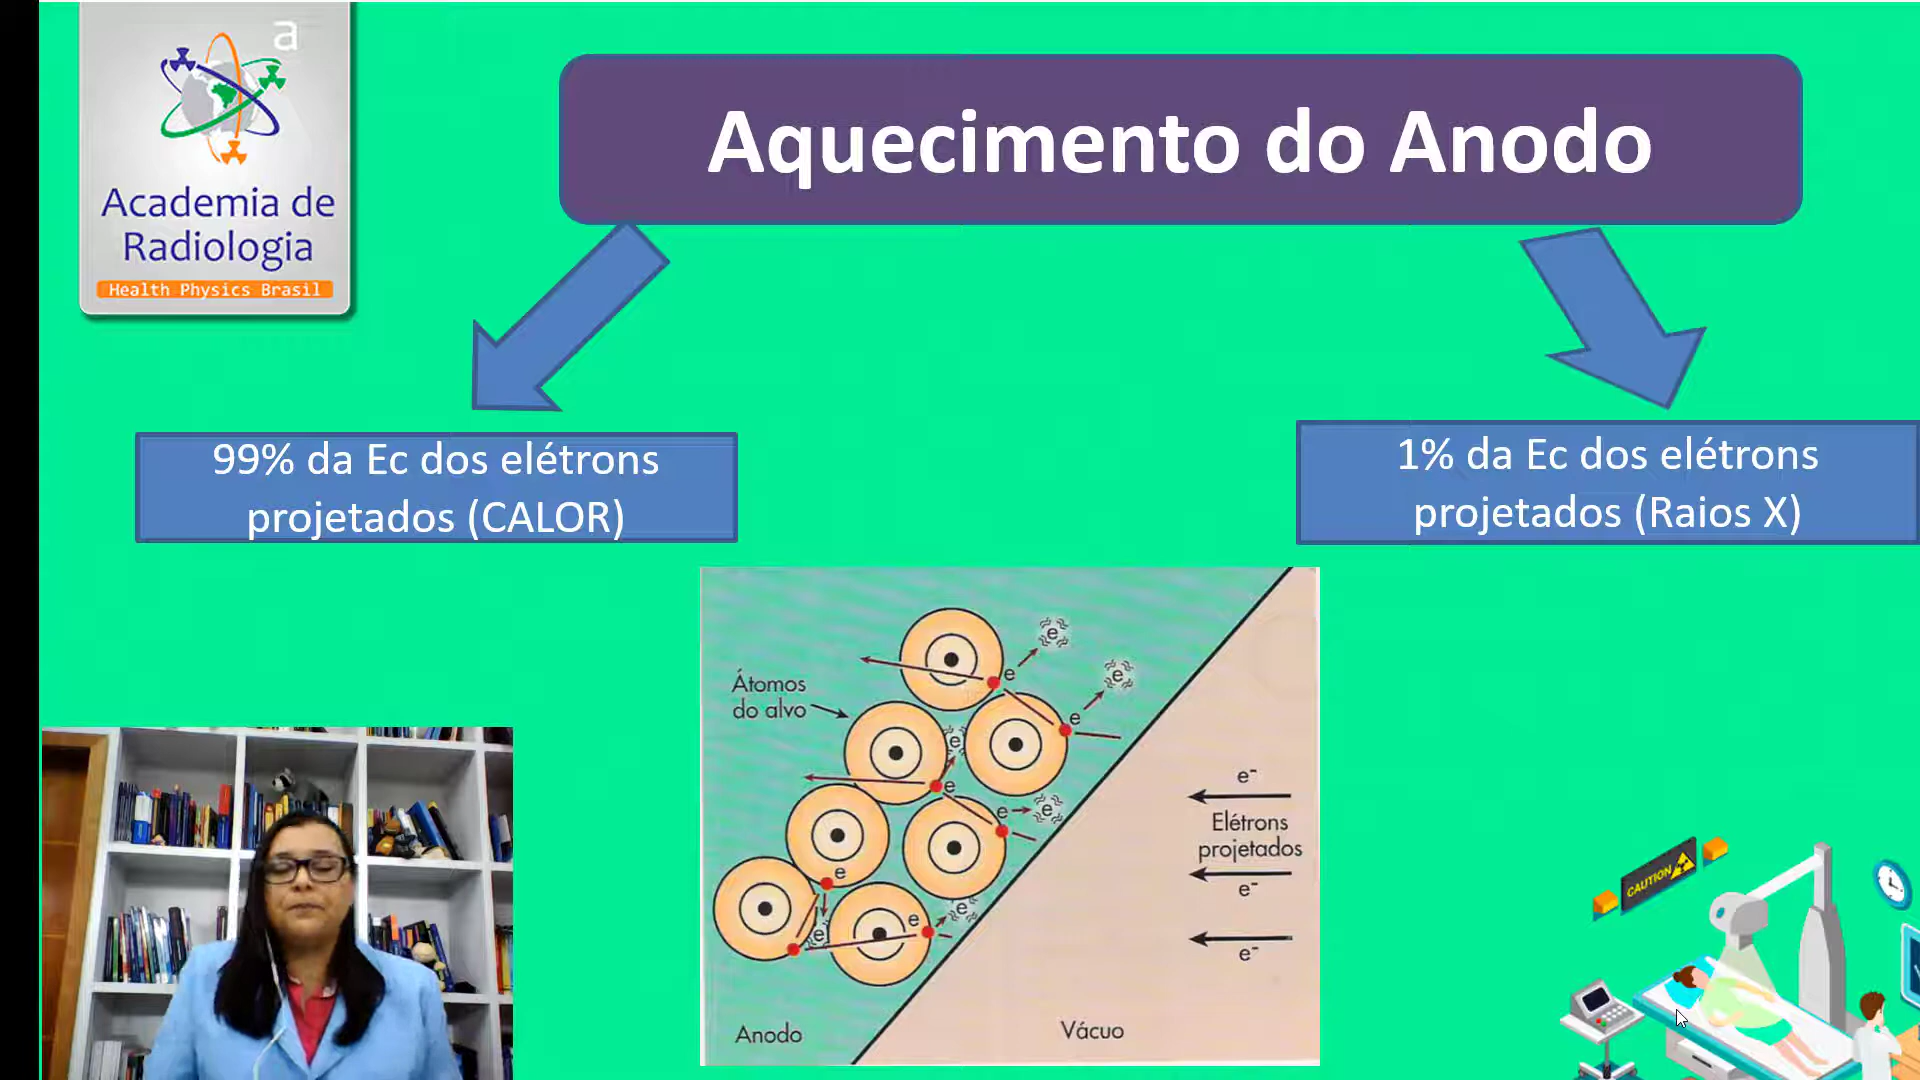 a
Academia de
Radiologia
Health Physics Brasil
Aquecimento do Anodo
99% da Ec dos elétrons
projetados (CALOR)
1% da Ec dos elétrons
projetados (Raios X)
Átomos
do alvo
e
e
e
e
e
e
e
e
e
e
e
e
e
e⁻
Elétrons
projetados
e⁻
e⁻
Anodo
Vácuo
CAUTION